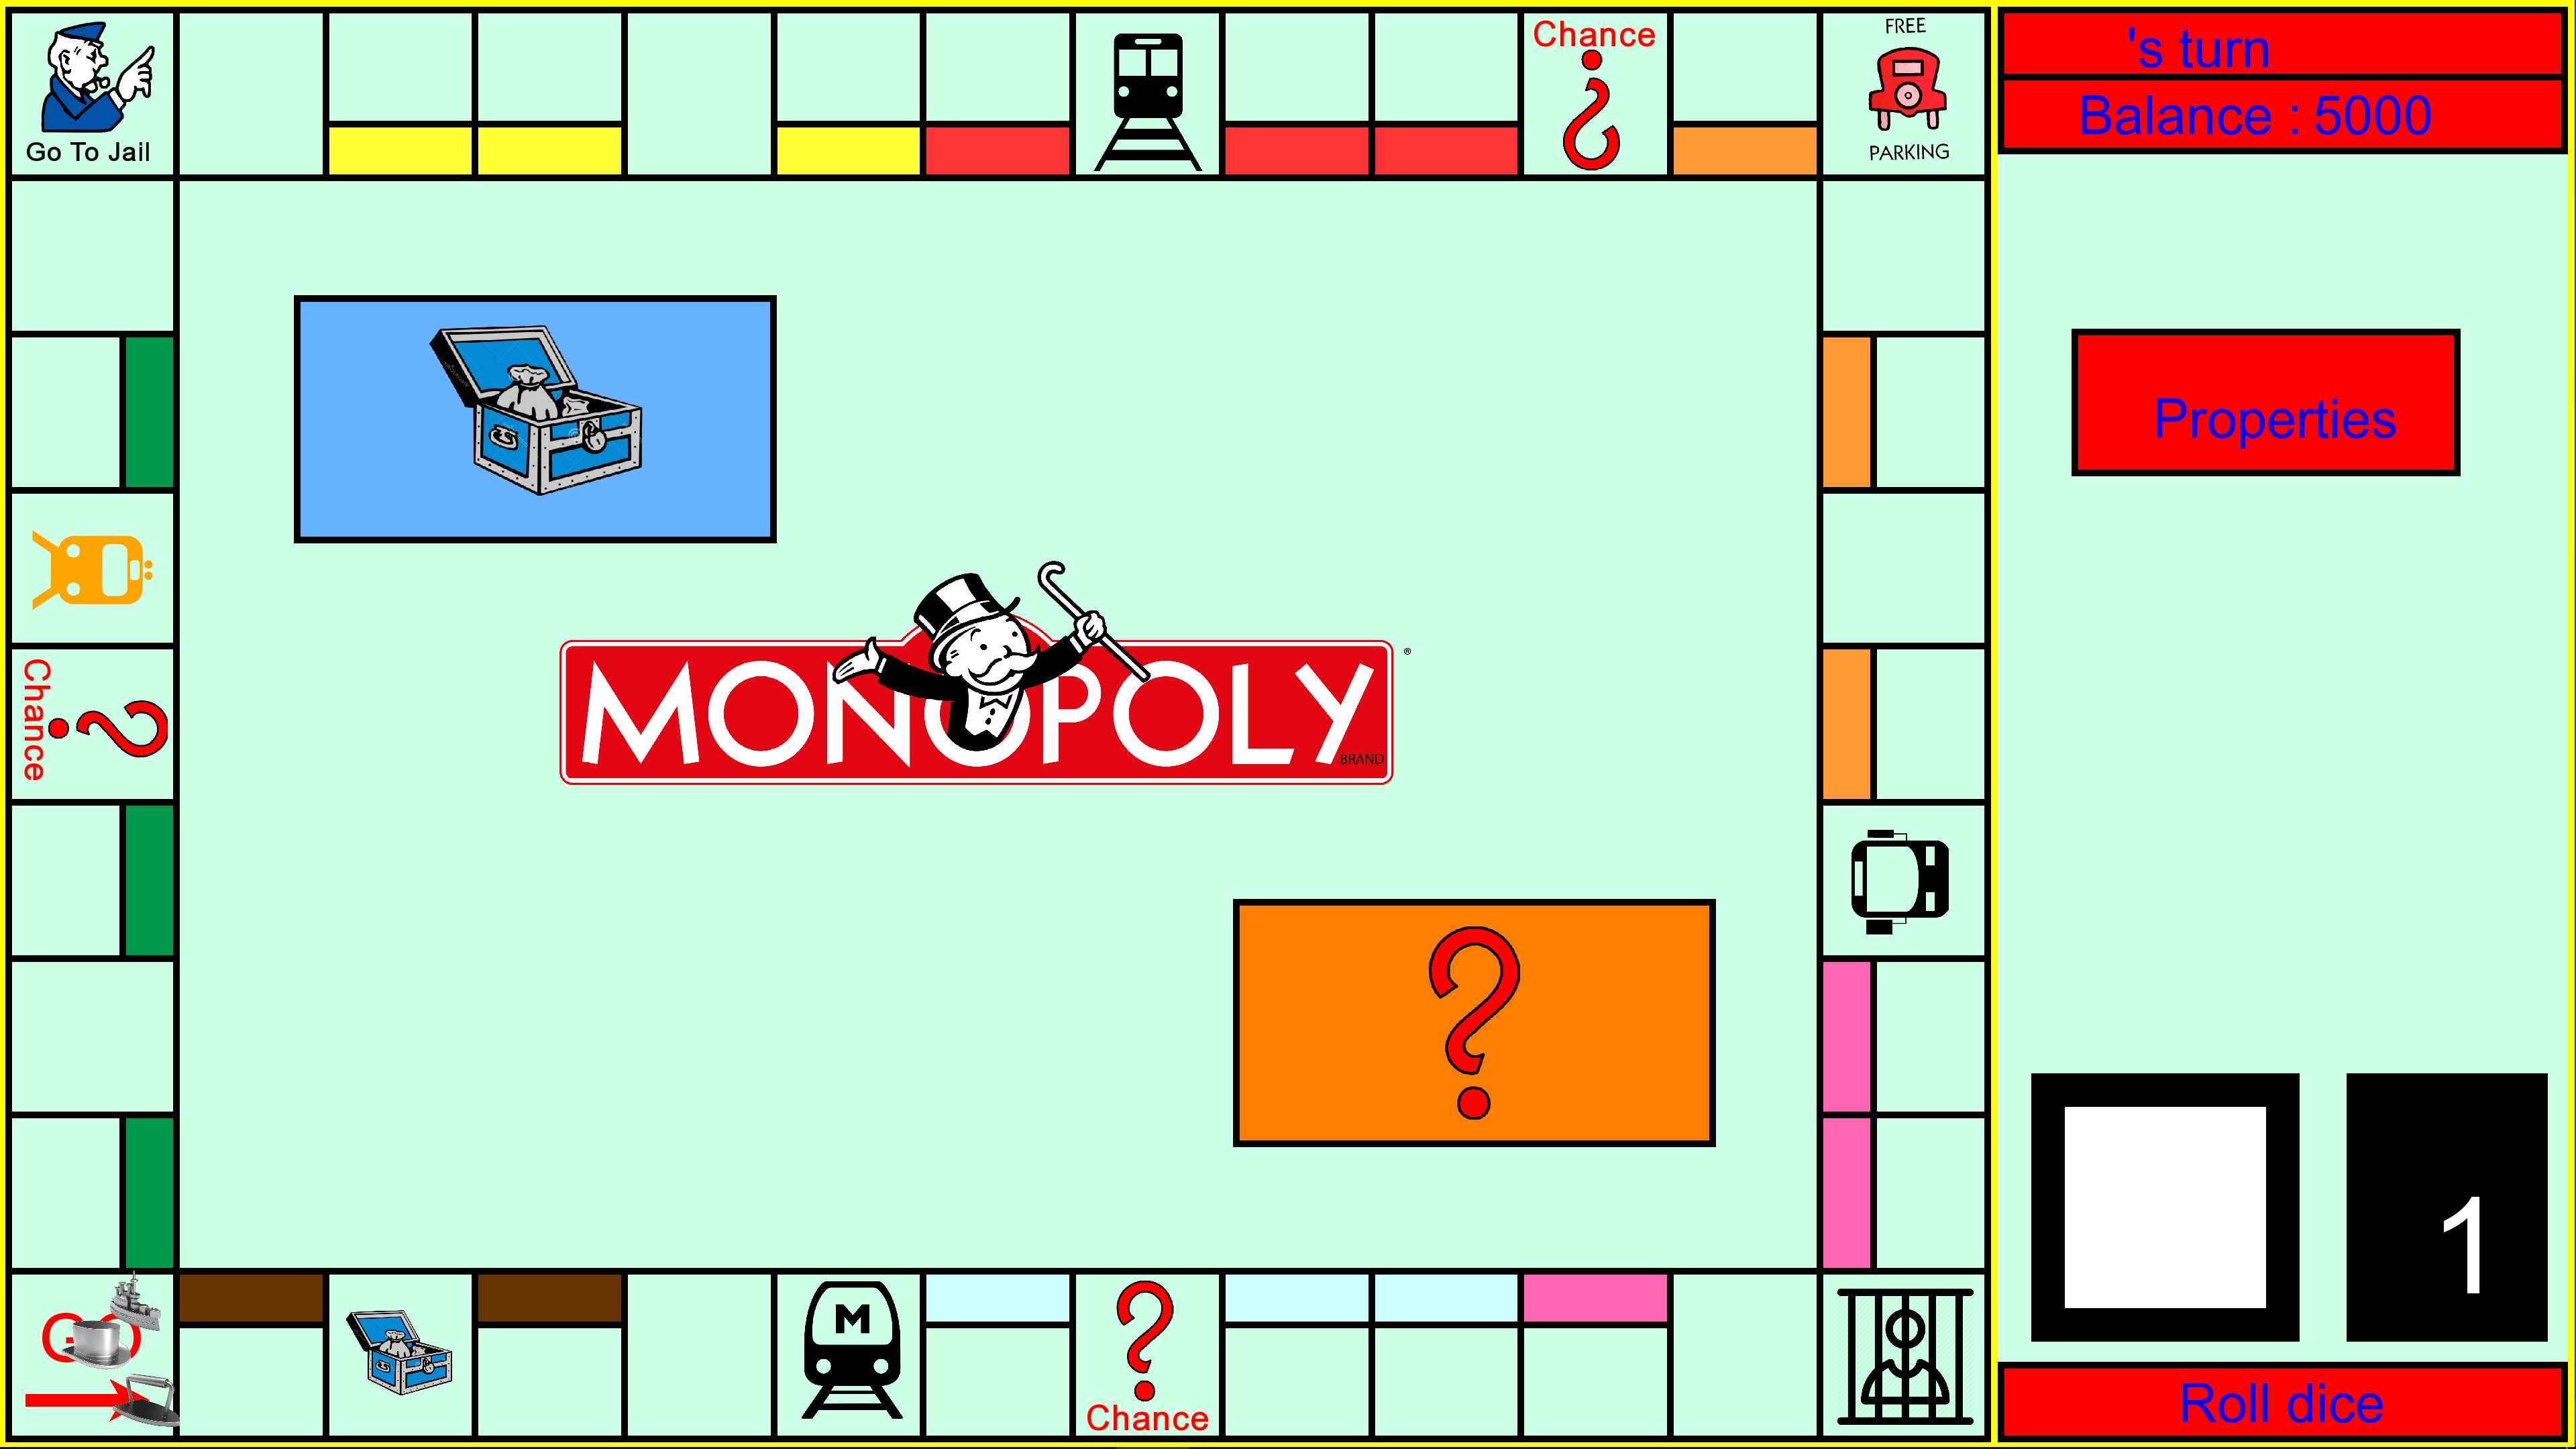 Go To Jail
Chance
FREE
PARKING
's turn
Balance : 5000
Properties
Chance
MONOPOLY
®
BRAND
M
Chance
GO
1
Roll dice